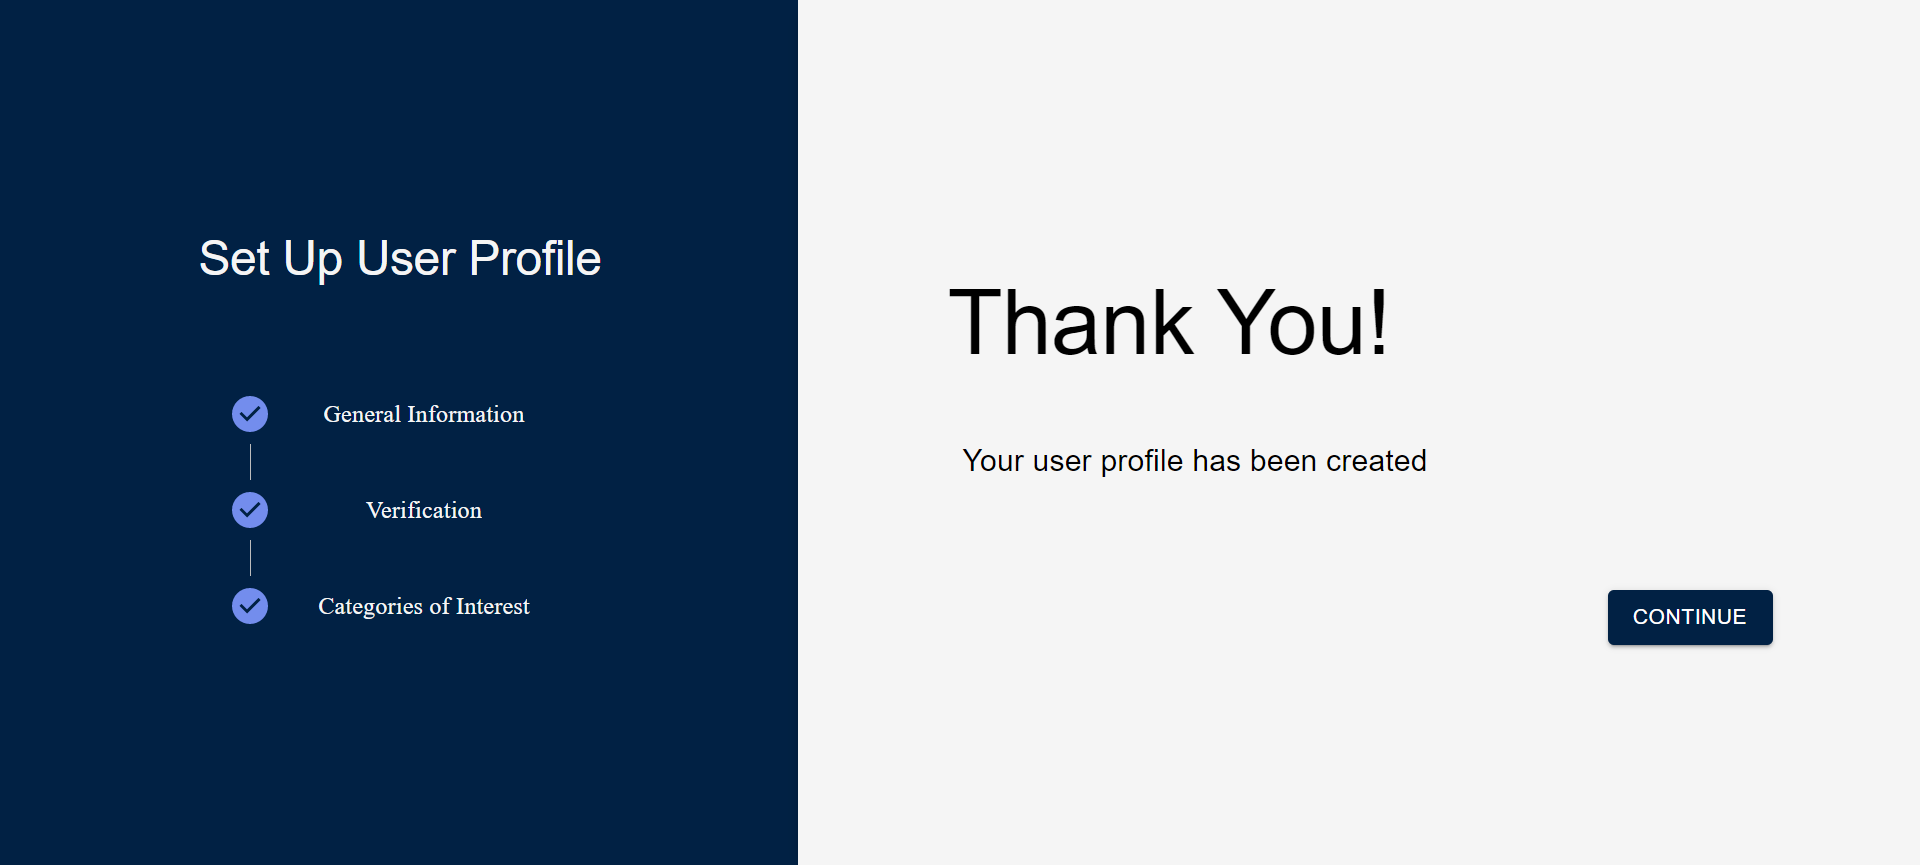 Set Up User Profile
General Information
Verification
Categories of Interest
Thank You!
Your user profile has been created
CONTINUE